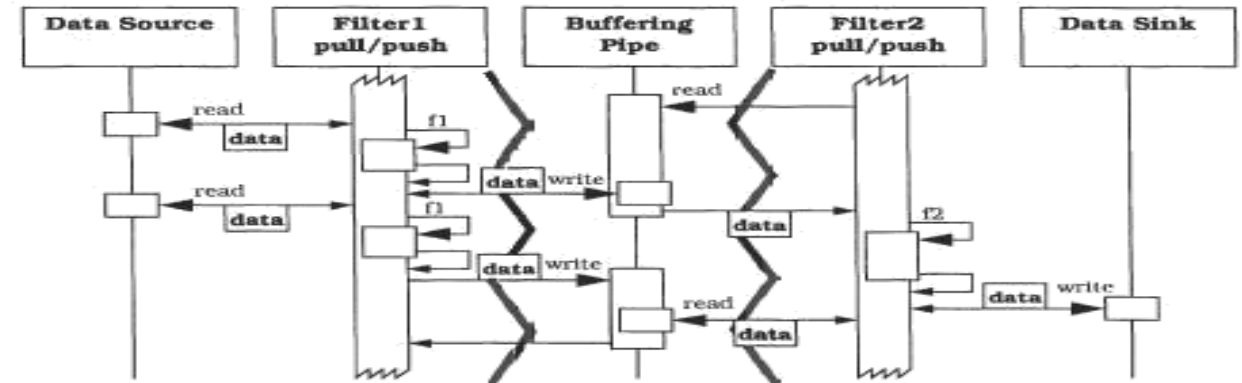 Data Source
Filter1
pull/push
Buffering
Pipe
Filter2
pull/push
Data Sink
read
read
data
f1
data write
read
data
f1
data
f2
data write
data write
read
data